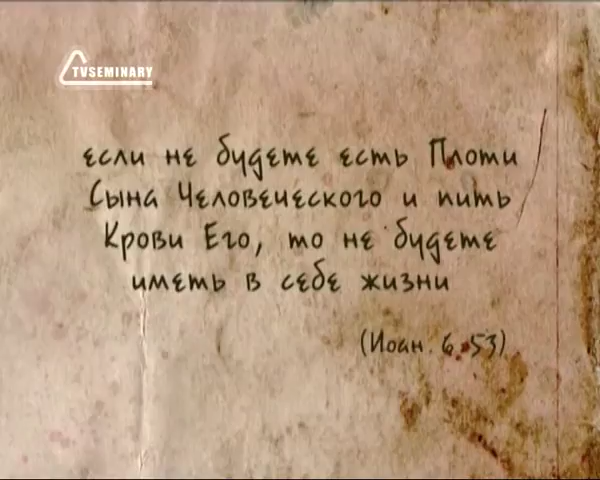 TVSEMINARY
если не будете есть Плоти
Сына Человеческого и пить
Крови Его, то не будете
иметь в себе жизни
(Иоан. 6, 53)